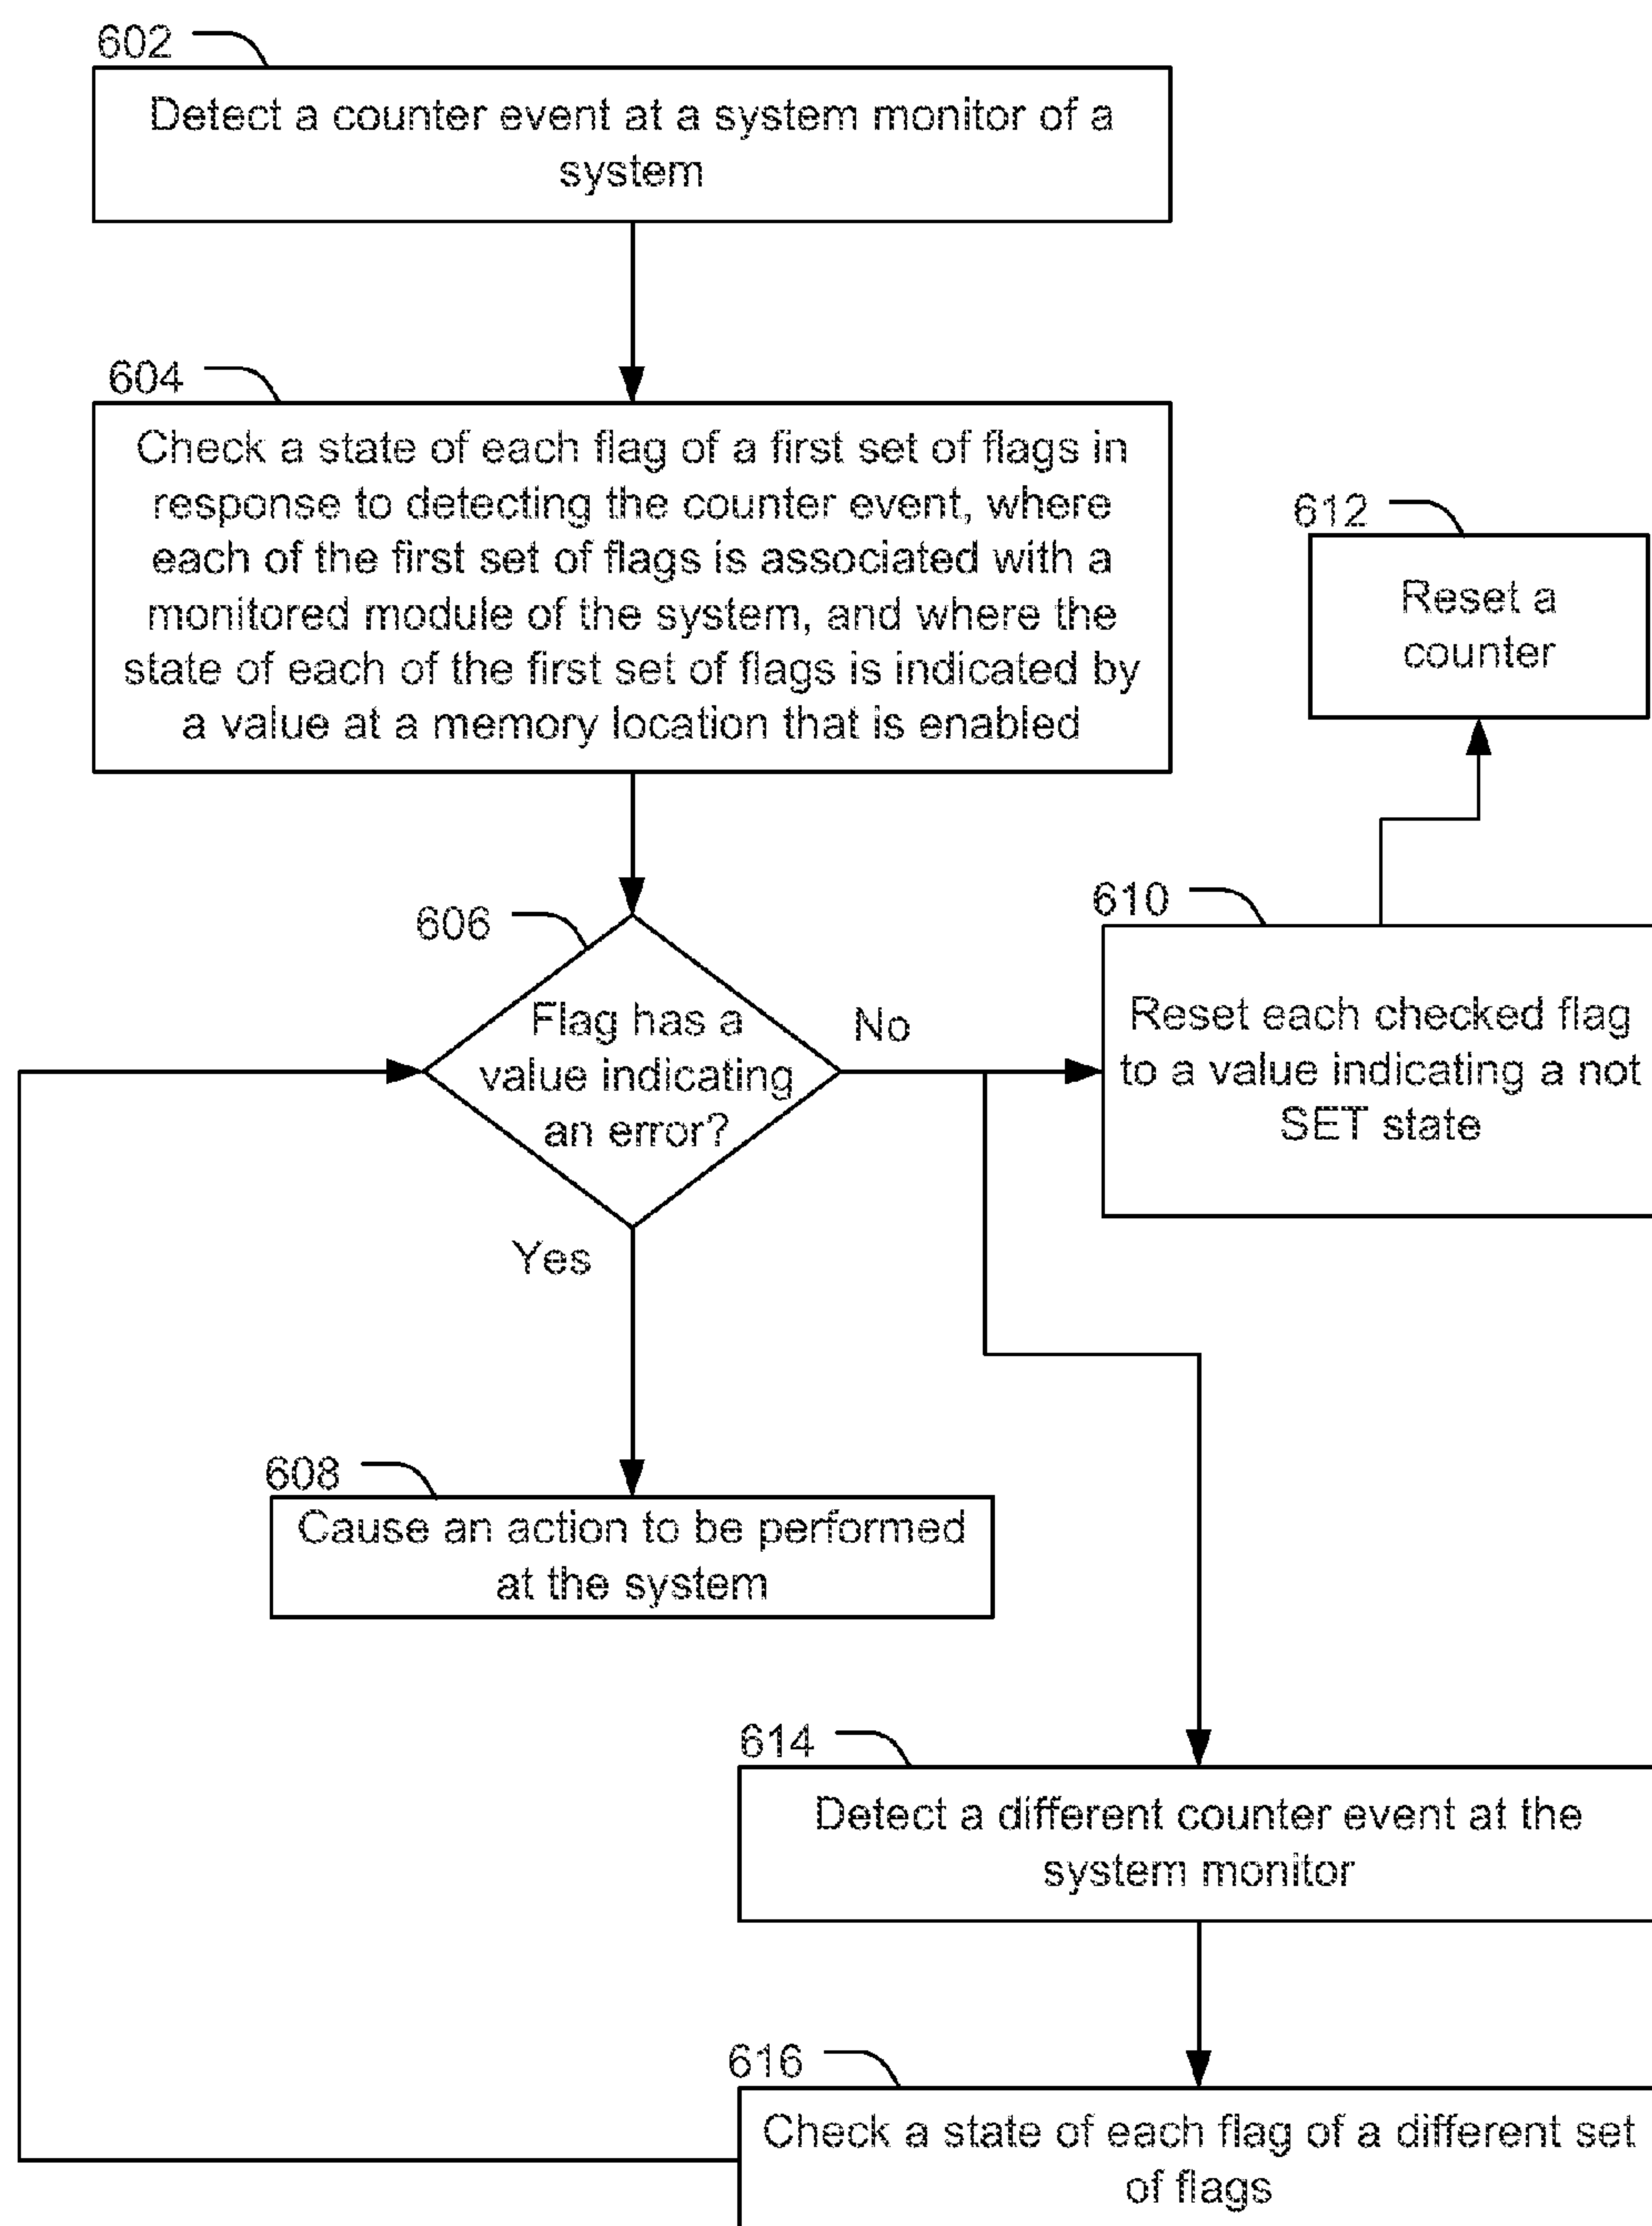 602
Detect a counter event at a system monitor of a
system
604
Check a state of each flag of a first set of flags in
response to detecting the counter event, where
each of the first set of flags is associated with a
monitored module of the system, and where the
state of each of the first set of flags is indicated by
a value at a memory location that is enabled
612
Reset a
counter
606
Flag has a
value indicating
an error?
No
Yes
610
Reset each checked flag
to a value indicating a not
SET state
608
Cause an action to be performed
at the system
614
Detect a different counter event at the
system monitor
616
Check a state of each flag of a different set
of flags